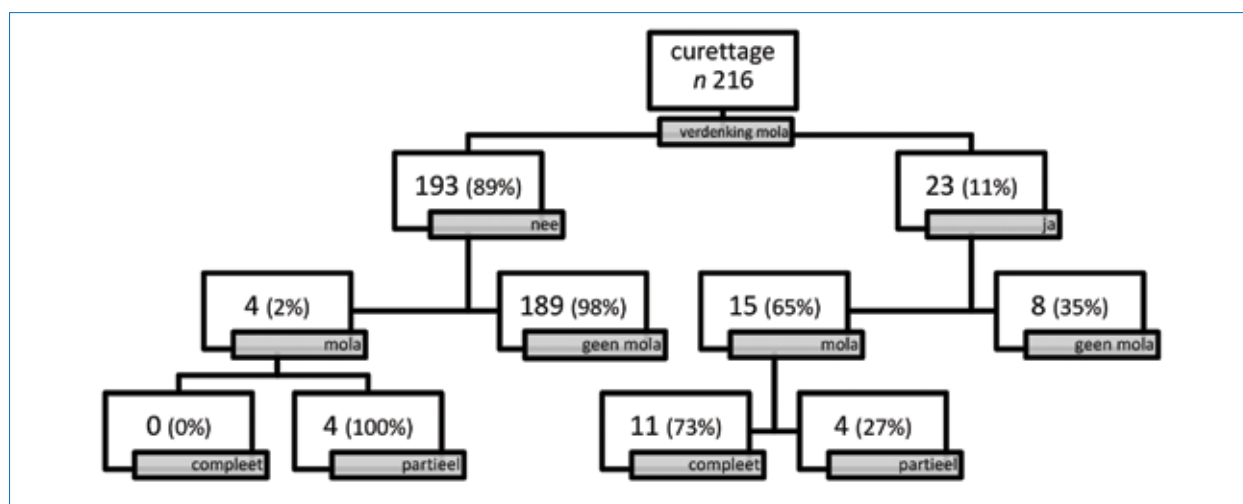 curettage
n 216
verdenking mola
193 (89%)
nee
23 (11%)
ja
4 (2%)
mola
189 (98%)
geen mola
15 (65%)
mola
8 (35%)
geen mola
0 (0%)
compleet
4 (100%)
partieel
11 (73%)
compleet
4 (27%)
partieel